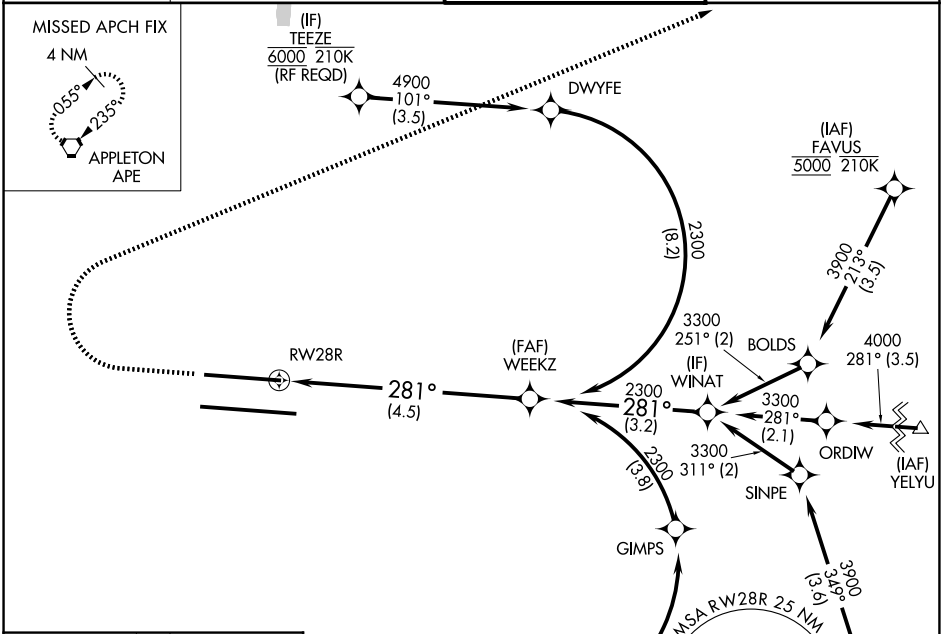 MISSED APCH FIX
4 NM
055°
235°
APPLETON
APE
(IF)
TEEZE
6000 210K
(RF REQD)
4900
101°
(3.5)
DWYFE
2300
(8.2)
(IAF)
FAVUS
5000 210K
3900
213°
(3.5)
RW28R
281°
(4.5)
(FAF)
WEEKZ
3300
251° (2)
BOLDS
(IF)
WINAT
2300
281°
(3.2)
4000
281° (3.5)
3300
281°
(2.1)
ORDIW
(IAF)
YELYU
3300
311° (2)
SINPE
2300
(3.8)
GIMPS
3900
349°
(3.6)
MSA RW28R 25 NM